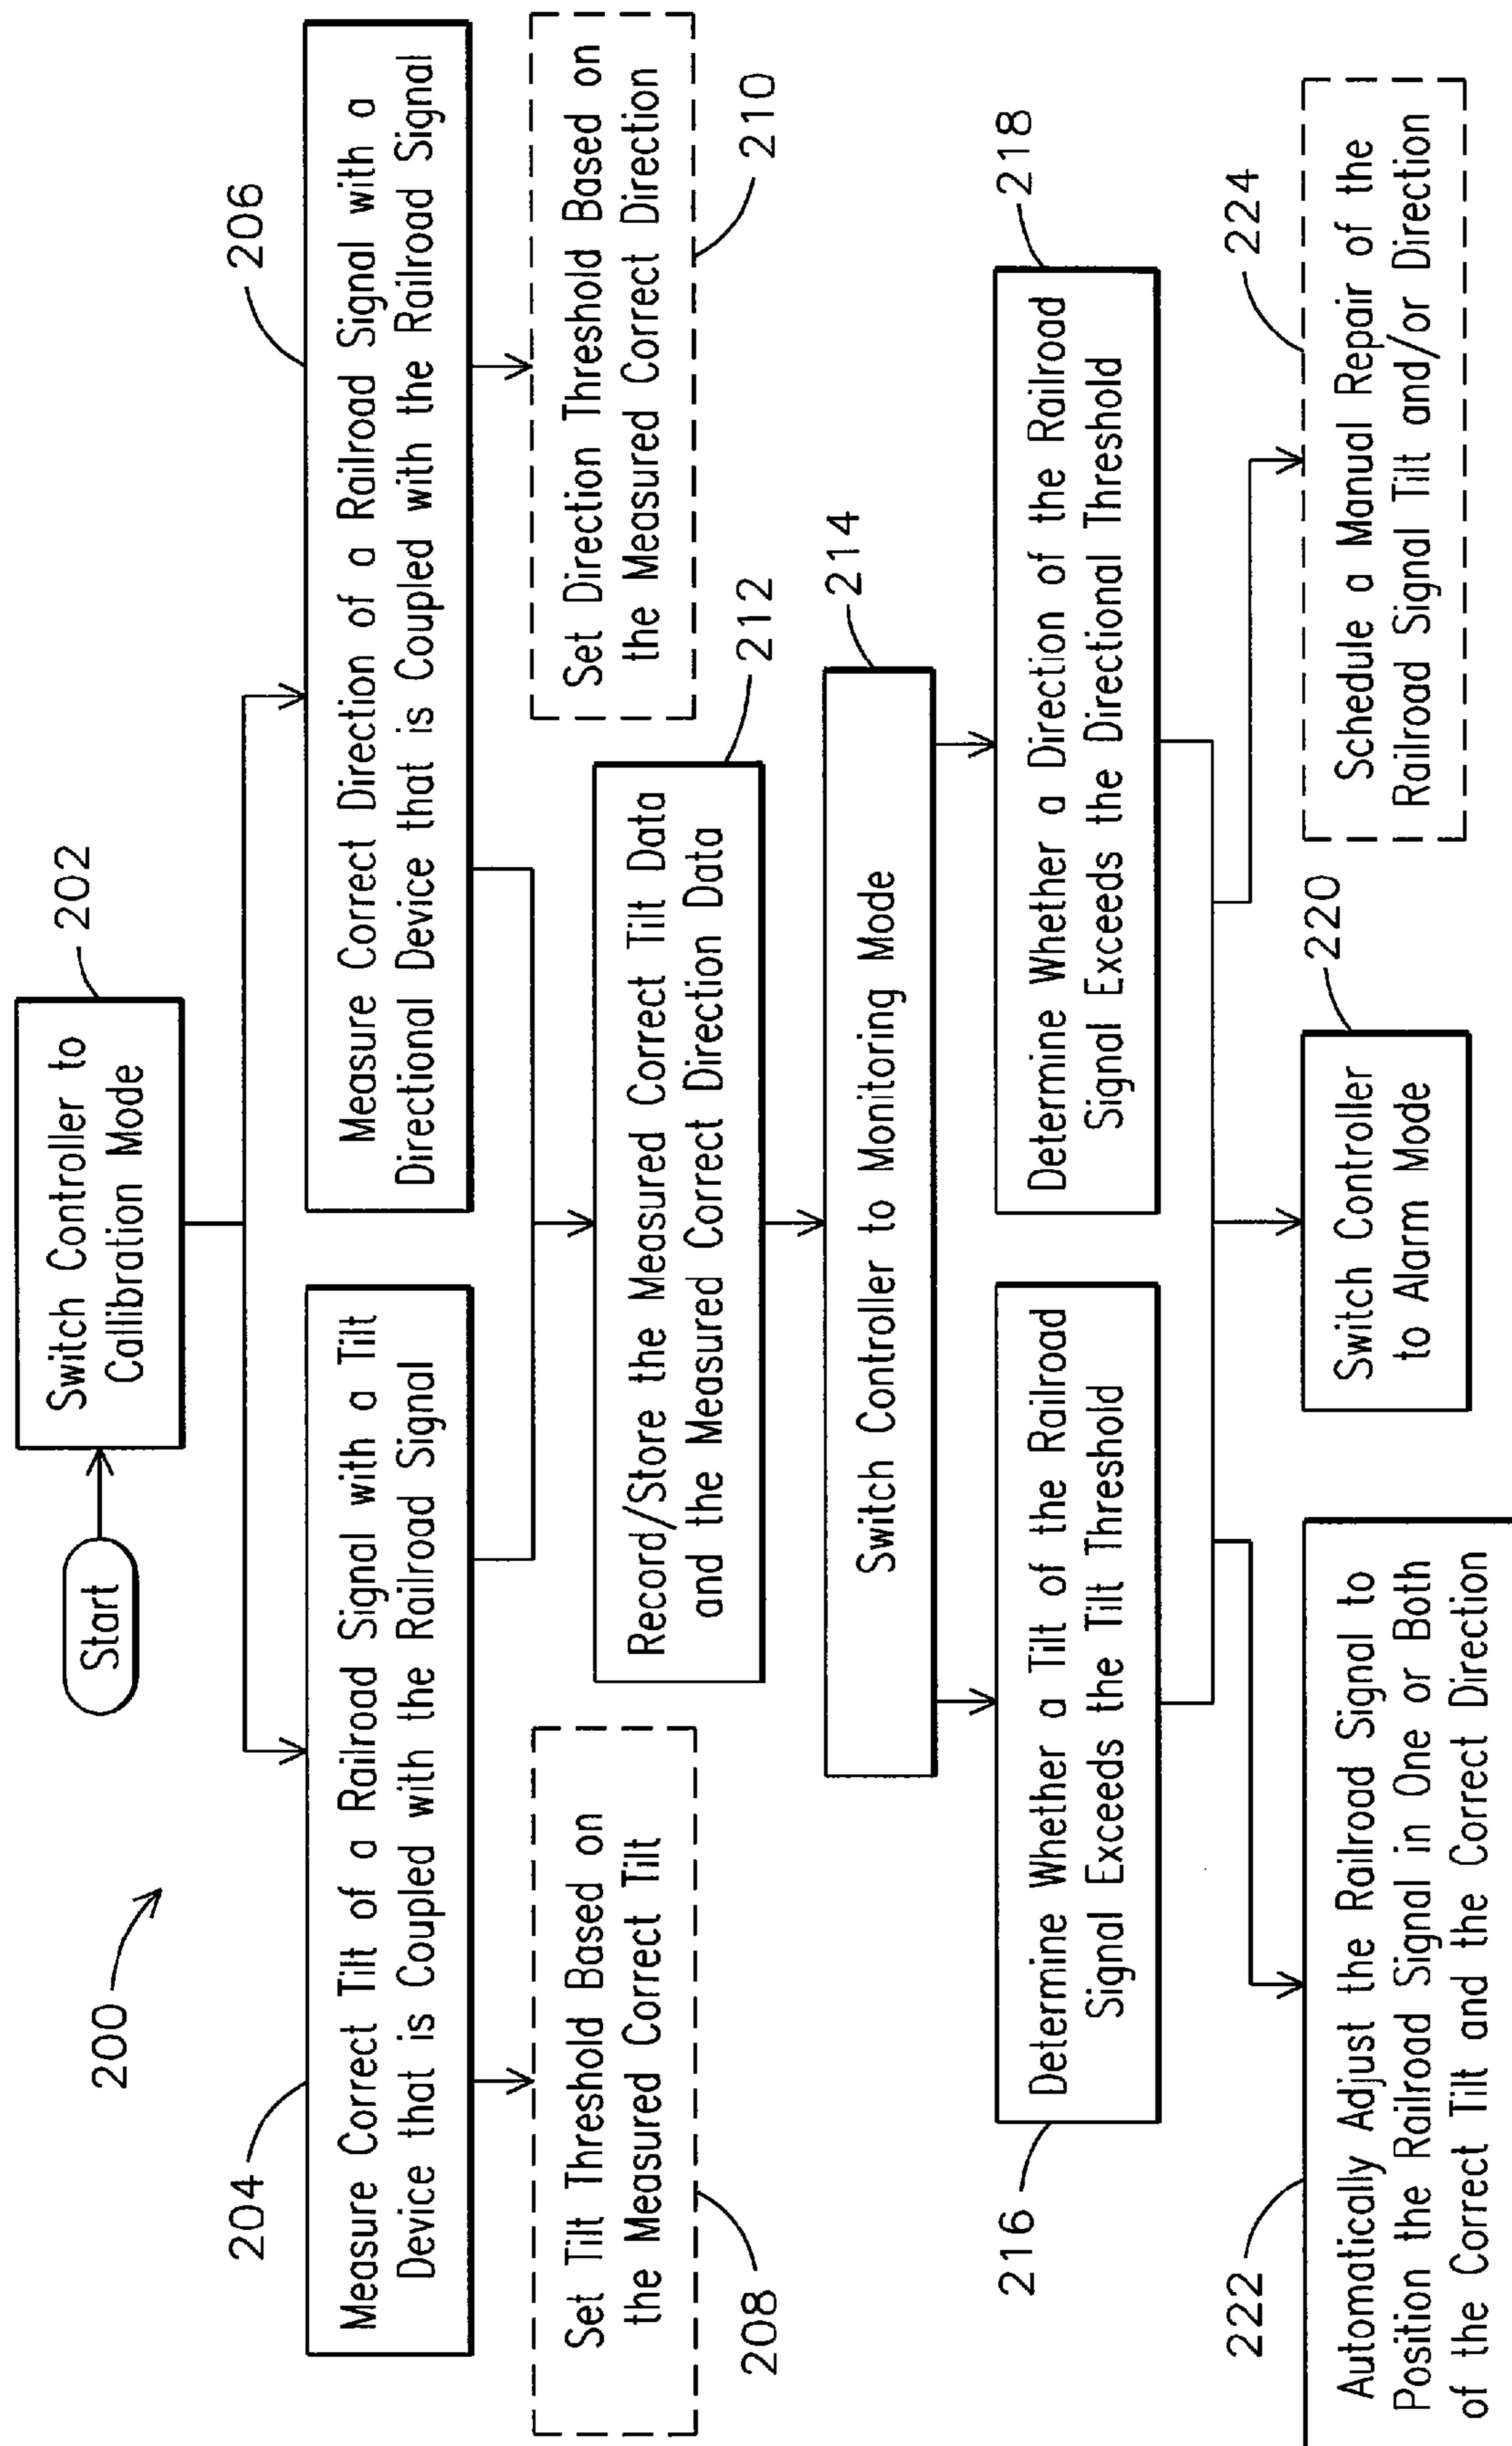 200
Start
Switch Controller to
Callibration Mode
202
204
Measure Correct Tilt of a Railroad Signal with a Tilt
Device that is Coupled with the Railroad Signal
206
Measure Correct Direction of a Railroad Signal with a
Directional Device that is Coupled with the Railroad Signal
Set Tilt Threshold Based on
the Measured Correct Tilt
208
Set Direction Threshold Based on
the Measured Correct Direction
210
Record/Store the Measured Correct Tilt Data
and the Measured Correct Direction Data
212
Switch Controller to Monitoring Mode
214
216
Determine Whether a Tilt of the Railroad
Signal Exceeds the Tilt Threshold
218
Determine Whether a Direction of the Railroad
Signal Exceeds the Directional Threshold
222
Automatically Adjust the Railroad Signal to
Position the Railroad Signal in One or Both
of the Correct Tilt and the Correct Direction
220
Switch Controller
to Alarm Mode
224
Schedule a Manual Repair of the
Railroad Signal Tilt and/or Direction